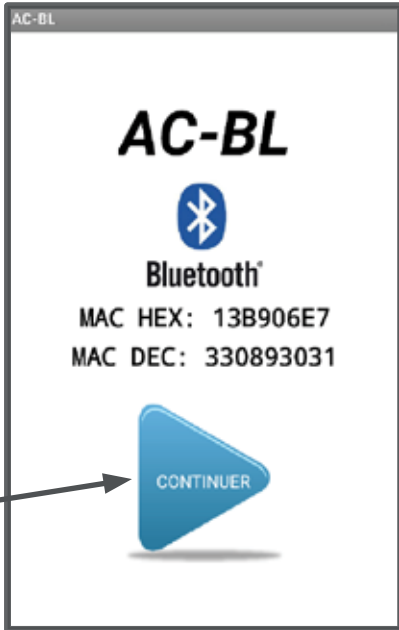 AC-BL
AC-BL
Bluetooth®
MAC HEX: 13B906E7
MAC DEC: 330893031
CONTINUER